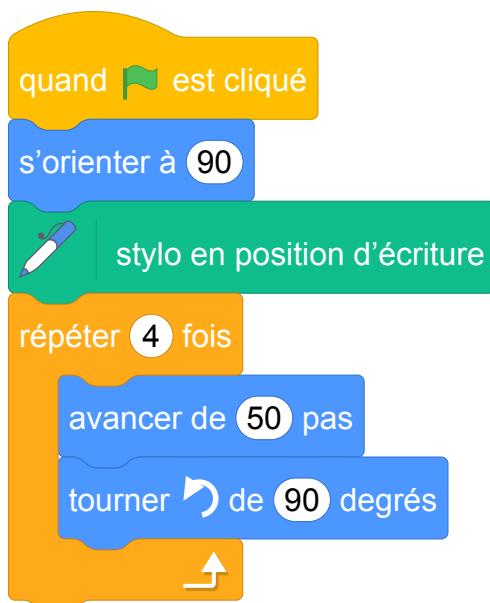 quand est cliqué
s’orienter à 90
stylo en position d’écriture
répéter 4 fois
avancer de 50 pas
tourner de 90 degrés